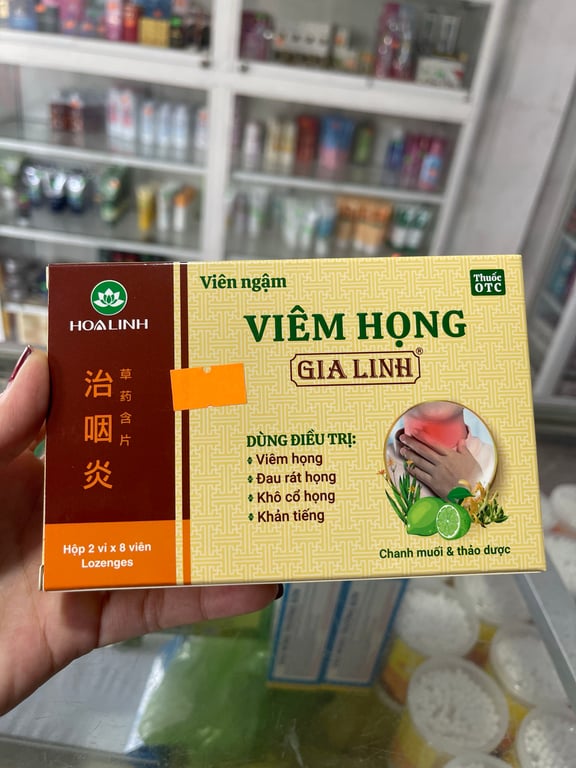 HOA LINH
治咽炎
草药含片
Hộp 2 vỉ x 8 viên
Lozenges
Viên ngậm
Thuốc
OTC
VIÊM HỌNG
GIA LINH®
DÙNG ĐIỀU TRỊ:
Viêm họng
Đau rát họng
Khô cổ họng
Khản tiếng
Chanh muối & thảo dược